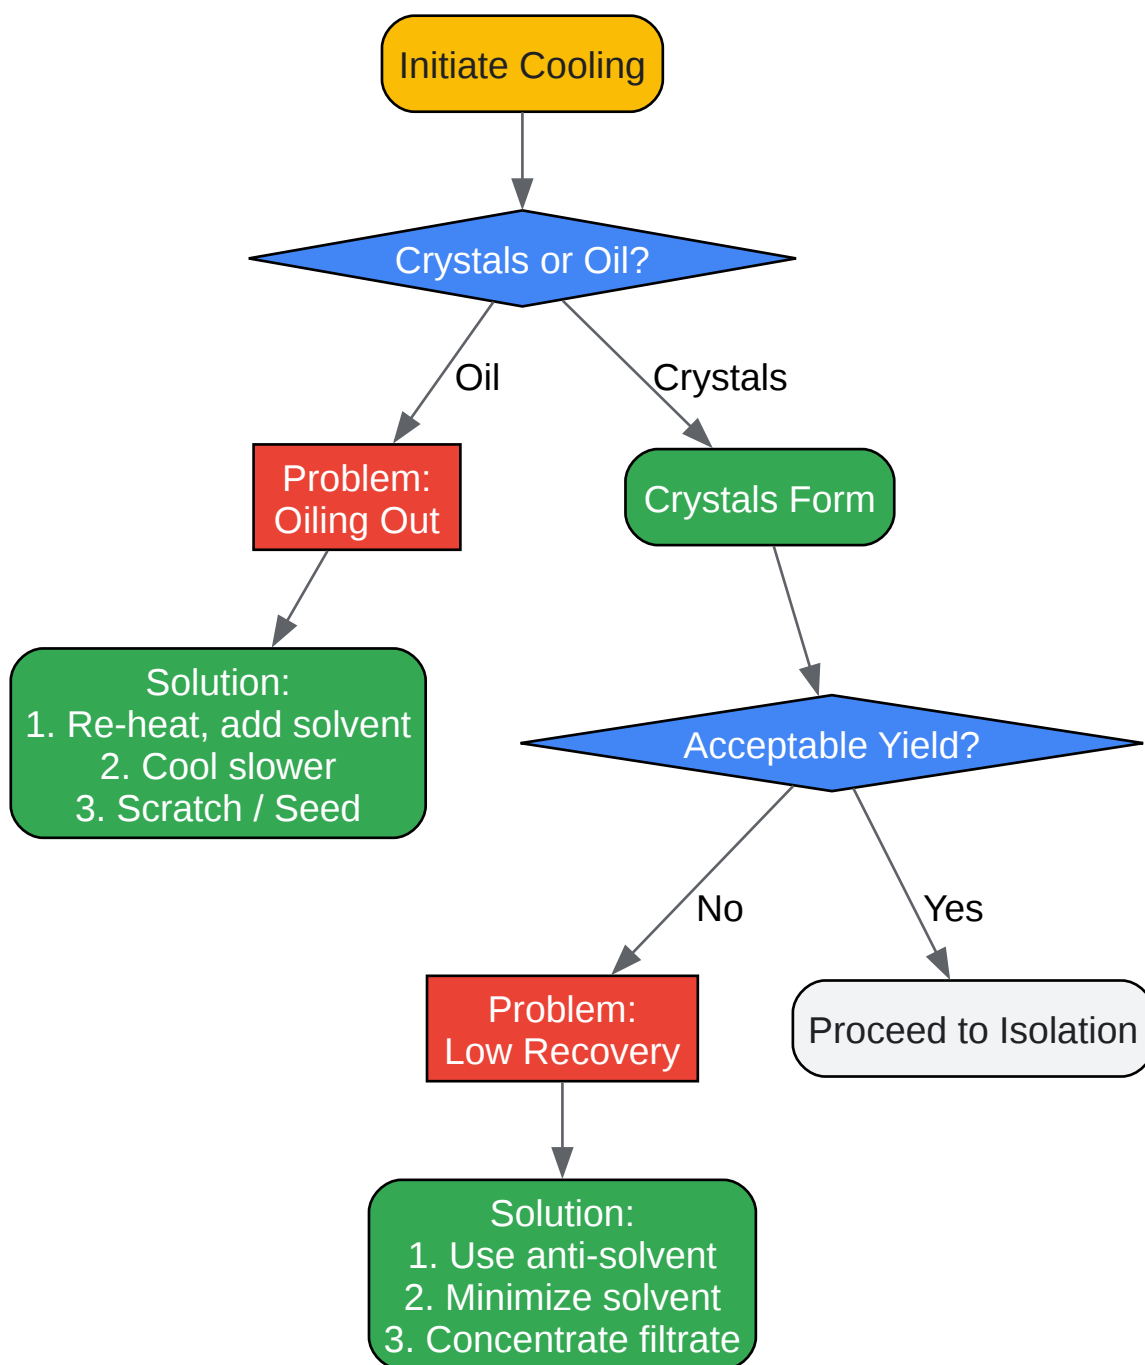 Initiate Cooling
Crystals or Oil?
Oil
Crystals
Problem:
Oiling Out
Crystals Form
Solution:
1. Re-heat, add solvent
2. Cool slower
3. Scratch / Seed
Acceptable Yield?
No
Yes
Problem:
Low Recovery
Proceed to Isolation
Solution:
1. Use anti-solvent
2. Minimize solvent
3. Concentrate filtrate